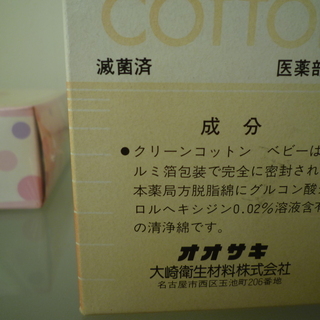 COTTO
滅菌済 医薬部
成分
●クリーンコットン ベビーは
ルミ箔包装で完全に密封され
本薬局方脱脂綿にグルコン酸
ロルヘキシジン0.02%溶液含有
の清浄綿です。
オオサキ
大崎衛生材料株式会社
名古屋市西区玉池町206番地